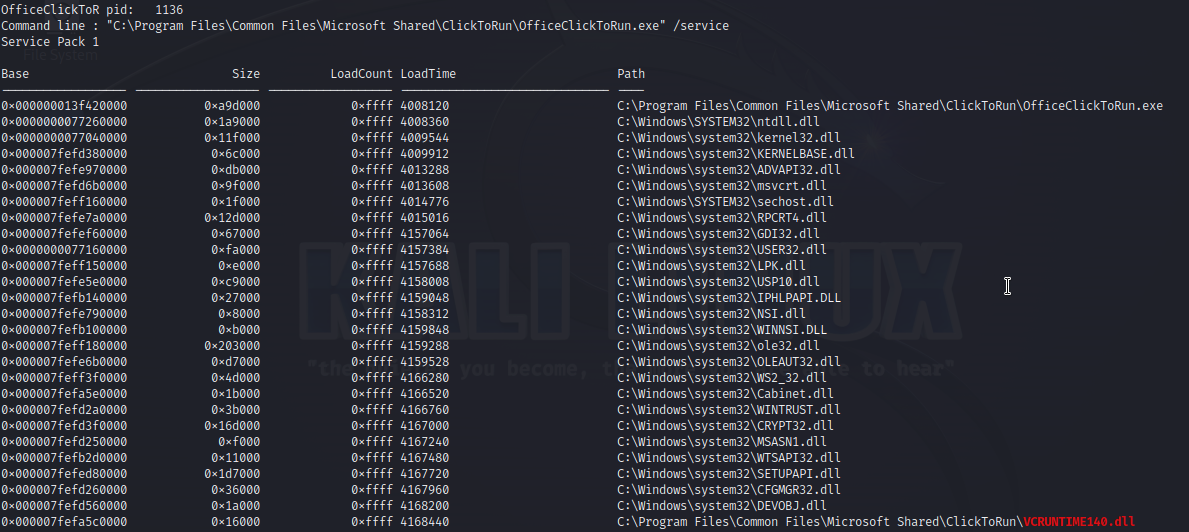 OfficeClickToR pid:   1136
Command line : "C:\Program Files\Common Files\Microsoft Shared\ClickToRun\OfficeClickToRun.exe" /service
Service Pack 1
File System
Base Size LoadCount LoadTime Path
0×000000013f420000 0×a9d000 0×ffff 4008120 C:\Program Files\Common Files\Microsoft Shared\ClickToRun\OfficeClickToRun.exe
0×0000000077260000 0×1a9000 0×ffff 4008360 C:\Windows\SYSTEM32\ntdll.dll
0×0000000077040000 0×11f000 0×ffff 4009544 C:\Windows\system32\kernel32.dll
0×000007fefd380000 0×6c000 0×ffff 4009912 C:\Windows\system32\KERNELBASE.dll
0×000007fefe970000 0×db000 0×ffff 4013288 C:\Windows\system32\ADVAPI32.dll
0×000007fefd6b0000 0×9f000 0×ffff 4013608 C:\Windows\system32\msvcrt.dll
0×000007feff160000 0×1f000 0×ffff 4014776 C:\Windows\SYSTEM32\sechost.dll
0×000007fefe7a0000 0×12d000 0×ffff 4015016 C:\Windows\system32\RPCRT4.dll
0×000007fefef60000 0×67000 0×ffff 4157064 C:\Windows\system32\GDI32.dll
0×0000000077160000 0×fa000 0×ffff 4157384 C:\Windows\system32\USER32.dll
0×000007feff150000 0×e000 0×ffff 4157688 C:\Windows\system32\LPK.dll
0×000007fefe5e0000 0×c9000 0×ffff 4158008 C:\Windows\system32\USP10.dll
0×000007fefb140000 0×27000 0×ffff 4159048 C:\Windows\system32\IPHLPAPI.DLL
0×000007fefe790000 0×8000 0×ffff 4158312 C:\Windows\system32\NSI.dll
0×000007fefb100000 0×b000 0×ffff 4159848 C:\Windows\system32\WINNSI.DLL
0×000007feff180000 0×203000 0×ffff 4159288 C:\Windows\system32\ole32.dll
0×000007fefe6b0000 0×d7000 0×ffff 4159528 C:\Windows\system32\OLEAUT32.dll
0×000007feff3f0000 0×4d000 0×ffff 4166280 C:\Windows\system32\WS2_32.dll
0×000007fefa5e0000 0×1b000 0×ffff 4166520 C:\Windows\system32\Cabinet.dll
0×000007fefd2a0000 0×3b000 0×ffff 4166760 C:\Windows\system32\WINTRUST.dll
0×000007fefd3f0000 0×16d000 0×ffff 4167000 C:\Windows\system32\CRYPT32.dll
0×000007fefd250000 0×f000 0×ffff 4167240 C:\Windows\system32\MSASN1.dll
0×000007fefb2d0000 0×11000 0×ffff 4167480 C:\Windows\system32\WTSAPI32.dll
0×000007fefed80000 0×1d7000 0×ffff 4167720 C:\Windows\system32\SETUPAPI.dll
0×000007fefd260000 0×36000 0×ffff 4167960 C:\Windows\system32\CFGMGR32.dll
0×000007fefd560000 0×1a000 0×ffff 4168200 C:\Windows\system32\DEVOBJ.dll
0×000007fefa5c0000 0×16000 0×ffff 4168440 C:\Program Files\Common Files\Microsoft Shared\ClickToRun\VCRUNTIME140.dll
KALI LINUX
you become, to hear"